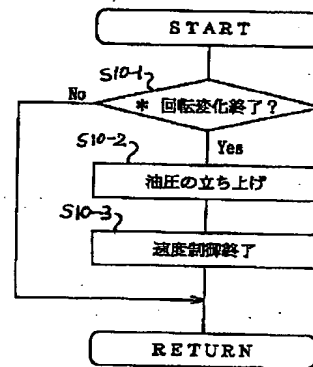 START
S10-1
No
* 回転変化終了?
S10-2
Yes
油圧の立ち上げ
S10-3
速度制御終了
RETURN